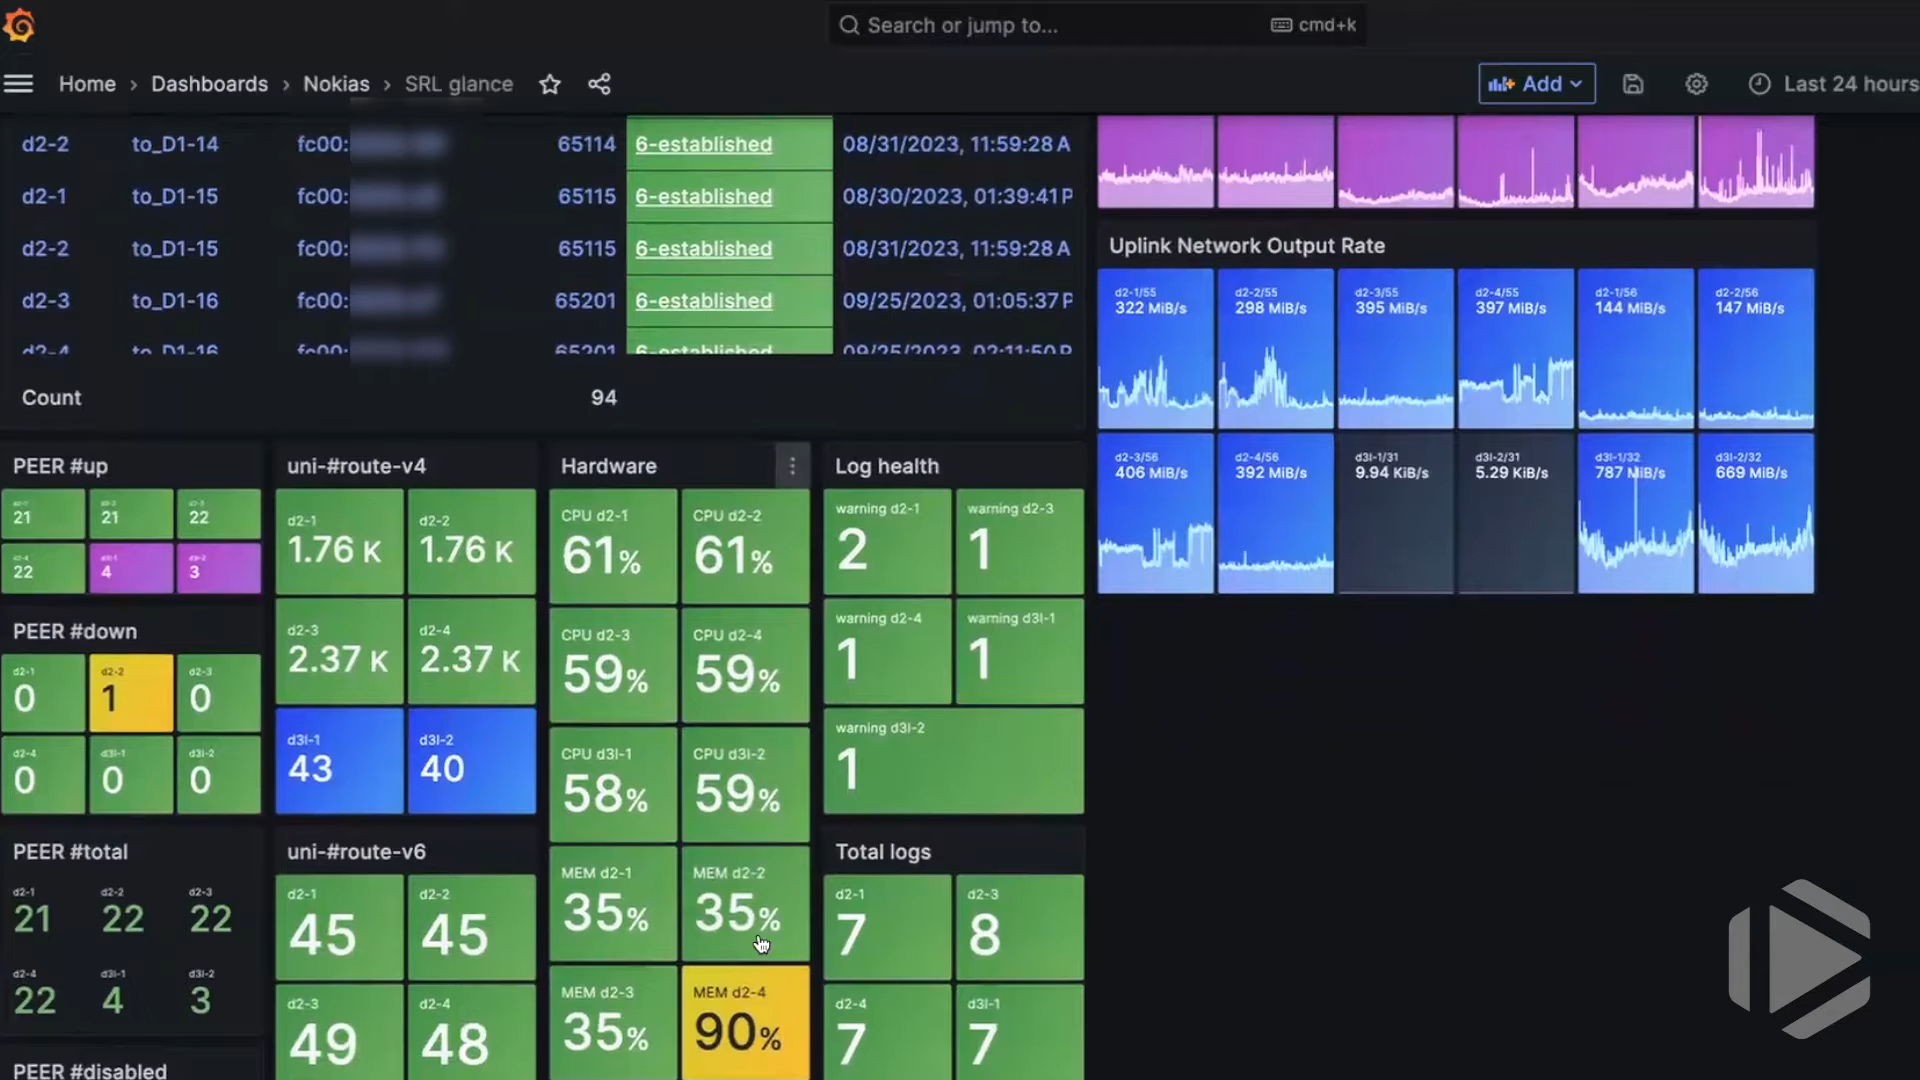 Search or jump to...
cmd+k
Home › Dashboards › Nokias › SRL glance
Add
Last 24 hours
d2-2 to_D1-14 fc00: 65114 6-established 08/31/2023, 11:59:28 A
d2-1 to_D1-15 fc00: 65115 6-established 08/30/2023, 01:39:41 P
d2-2 to_D1-15 fc00: 65115 6-established 08/31/2023, 11:59:28 A
d2-3 to_D1-16 fc00: 65201 6-established 09/25/2023, 01:05:37 P
d2-4 to_D1-16 fc00: 65201 6-established 09/25/2023, 02:11:50 P
Count 94
Uplink Network Output Rate
d2-1/55 d2-2/55 d2-3/55 d2-4/55 d2-1/56 d2-2/56
322 MiB/s 298 MiB/s 395 MiB/s 397 MiB/s 144 MiB/s 147 MiB/s
d2-3/56 d2-4/56 d3l-1/31 d3l-2/31 d3l-1/32 d3l-2/32
406 MiB/s 392 MiB/s 9.94 KiB/s 5.29 KiB/s 787 MiB/s 669 MiB/s
PEER #up
21 21 22
22 4 3
PEER #down
d2-1 d2-2 d2-3
0 1 0
d2-4 d3l-1 d3l-2
0 0 0
PEER #total
d2-1 d2-2 d2-3
21 22 22
d2-4 d3l-1 d3l-2
22 4 3
PEER #disabled
uni-#route-v4
d2-1 d2-2
1.76 K 1.76 K
d2-3 d2-4
2.37 K 2.37 K
d3l-1 d3l-2
43 40
uni-#route-v6
d2-1 d2-2
45 45
d2-3 d2-4
49 48
Hardware
CPU d2-1 CPU d2-2
61% 61%
CPU d2-3 CPU d2-4
59% 59%
CPU d3l-1 CPU d3l-2
58% 59%
MEM d2-1 MEM d2-2
35% 35%
MEM d2-3 MEM d2-4
35% 90%
Log health
warning d2-1 warning d2-3
2 1
warning d2-4 warning d3l-1
1 1
warning d3l-2
1
Total logs
d2-1 d2-3
7 8
d2-4 d3l-1
7 7